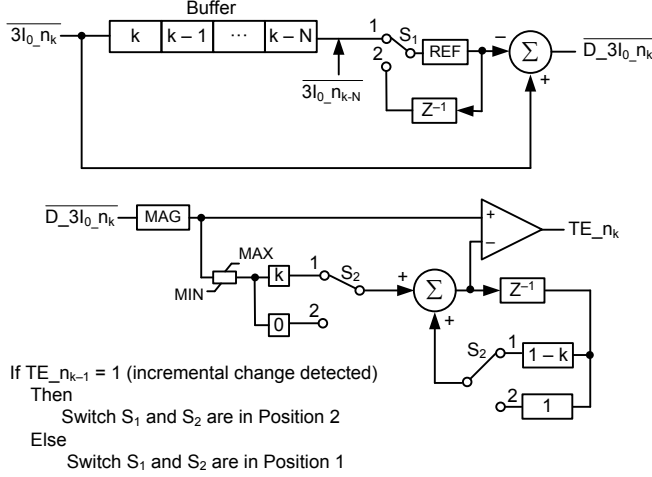 Buffer
3I0_nk
k
k – 1
...
k – N
1
S1
REF
–
Σ
D_3I0_nk
2
3I0_nk-N
Z–1
+
D_3I0_nk
MAG
+
–
TE_nk
MAX
MIN
k
1
S2
+
Σ
Z–1
0
2
+
S2
1
1 – k
2
1
If TE_nk–1 = 1 (incremental change detected)
Then
Switch S1 and S2 are in Position 2
Else
Switch S1 and S2 are in Position 1